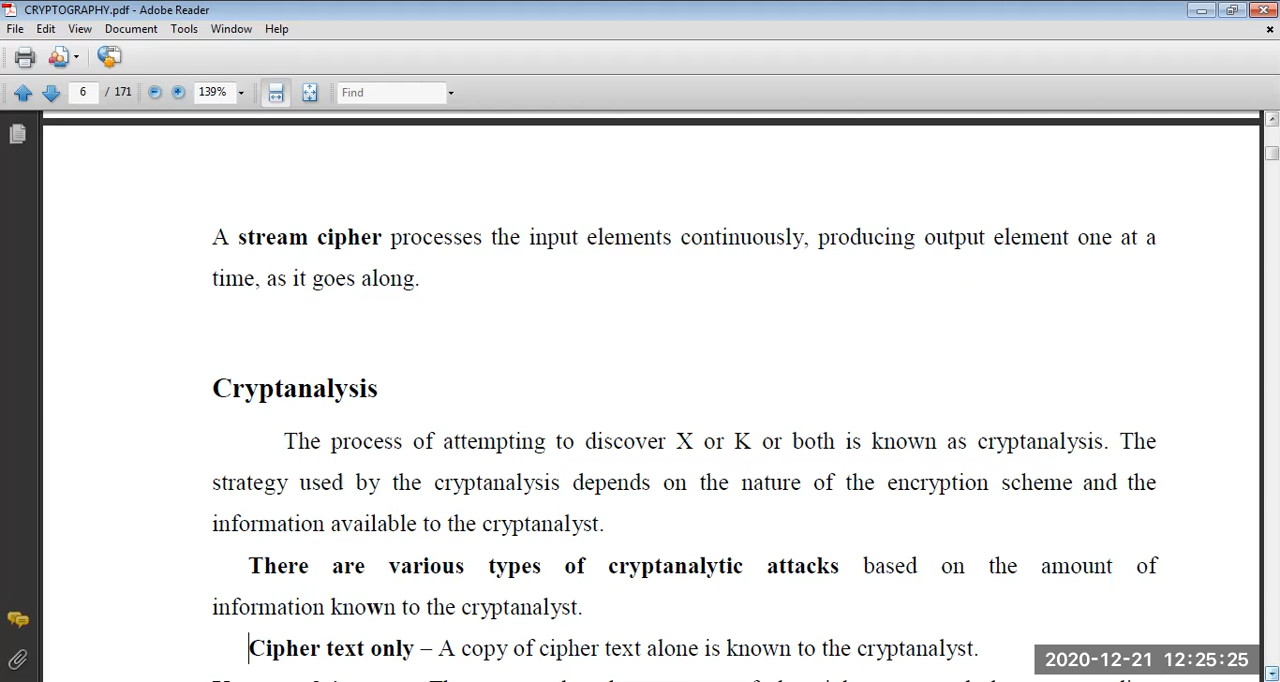 CRYPTOGRAPHY.pdf - Adobe Reader
File Edit View Document Tools Window Help
6 / 171 139% Find
A stream cipher processes the input elements continuously, producing output element one at a
time, as it goes along.
Cryptanalysis
The process of attempting to discover X or K or both is known as cryptanalysis. The
strategy used by the cryptanalysis depends on the nature of the encryption scheme and the
information available to the cryptanalyst.
There are various types of cryptanalytic attacks based on the amount of
information known to the cryptanalyst.
Cipher text only – A copy of cipher text alone is known to the cryptanalyst.
2020-12-21 12:25:25